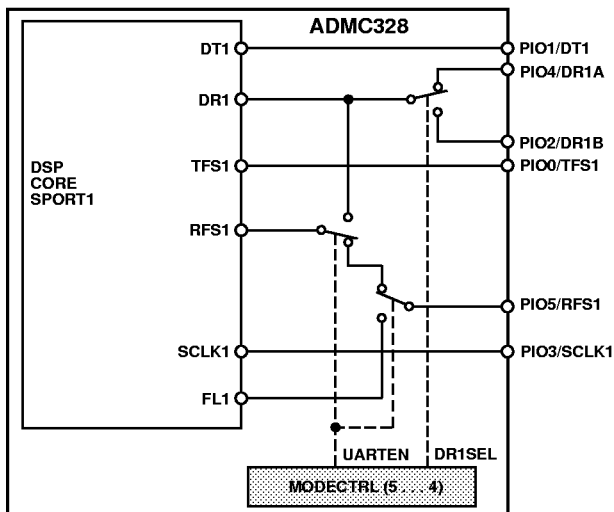 ADMC328
DT1
PIO1/DT1
PIO4/DR1A
DR1
PIO2/DR1B
DSP
CORE
SPORT1
TFS1
PIO0/TFS1
RFS1
PIO5/RFS1
SCLK1
PIO3/SCLK1
FL1
UARTEN
DR1SEL
MODECTRL (5 . . . 4)